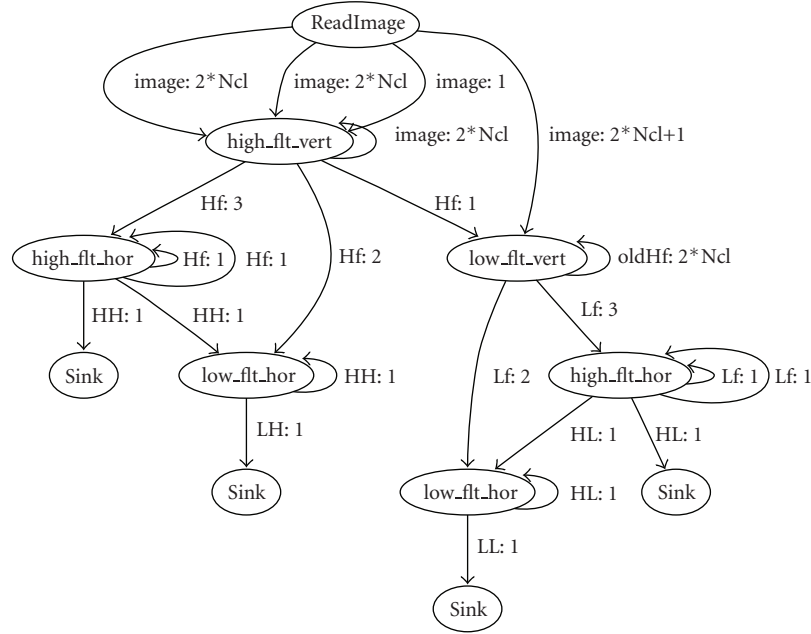 ReadImage
image: 2*Ncl
image: 2*Ncl
image: 1
high_flt_vert
image: 2*Ncl
image: 2*Ncl+1
Hf: 3
Hf: 2
Hf: 1
high_flt_hor
Hf: 1
Hf: 1
low_flt_vert
oldHf: 2*Ncl
HH: 1
HH: 1
Lf: 3
Sink
low_flt_hor
HH: 1
Lf: 2
high_flt_hor
Lf: 1
Lf: 1
LH: 1
HL: 1
HL: 1
Sink
low_flt_hor
HL: 1
Sink
LL: 1
Sink